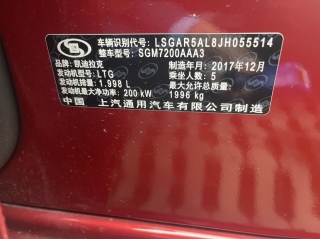 车辆识别代号: LSGAR5AL8JH055514
整车型号: SGM7200AAA3
品牌: 凯迪拉克 制造年月: 2017年12月
发动机型号: LTG 乘坐人数: 5
发动机排量: 1.998 L 最大允许总质量:
发动机最大净功率: 200 kW 1996 kg
中国 上汽通用汽车有限公司制造